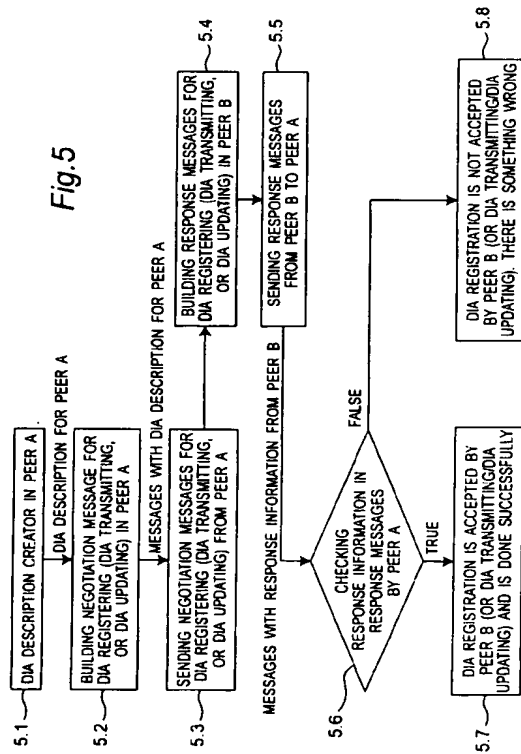 Fig.5
5.1
DIA DESCRIPTION CREATOR IN PEER A
DIA DESCRIPTION FOR PEER A
5.2
BUILDING NEGOTIATION MESSAGE FOR
DIA REGISTERING (DIA TRANSMITTING,
OR DIA UPDATING) IN PEER A
MESSAGES WITH DIA DESCRIPTION FOR PEER A
5.3
SENDING NEGOTIATION MESSAGES FOR
DIA REGISTERING (DIA TRANSMITTING,
OR DIA UPDATING) FROM PEER A
5.4
BUILDING RESPONSE MESSAGES FOR
DIA REGISTERING (DIA TRANSMITTING,
OR DIA UPDATING) IN PEER B
5.5
SENDING RESPONSE MESSAGES
FROM PEER B TO PEER A
MESSAGES WITH RESPONSE INFORMATION FROM PEER B
5.6
CHECKING
RESPONSE INFORMATION IN
RESPONSE MESSAGES
BY PEER A
FALSE
TRUE
5.7
DIA REGISTRATION IS ACCEPTED BY
PEER B (OR DIA TRANSMITTING/DIA
UPDATING) AND IS DONE SUCCESSFULLY
5.8
DIA REGISTRATION IS NOT ACCEPTED
BY PEER B (OR DIA TRANSMITTING/DIA
UPDATING). THERE IS SOMETHING WRONG